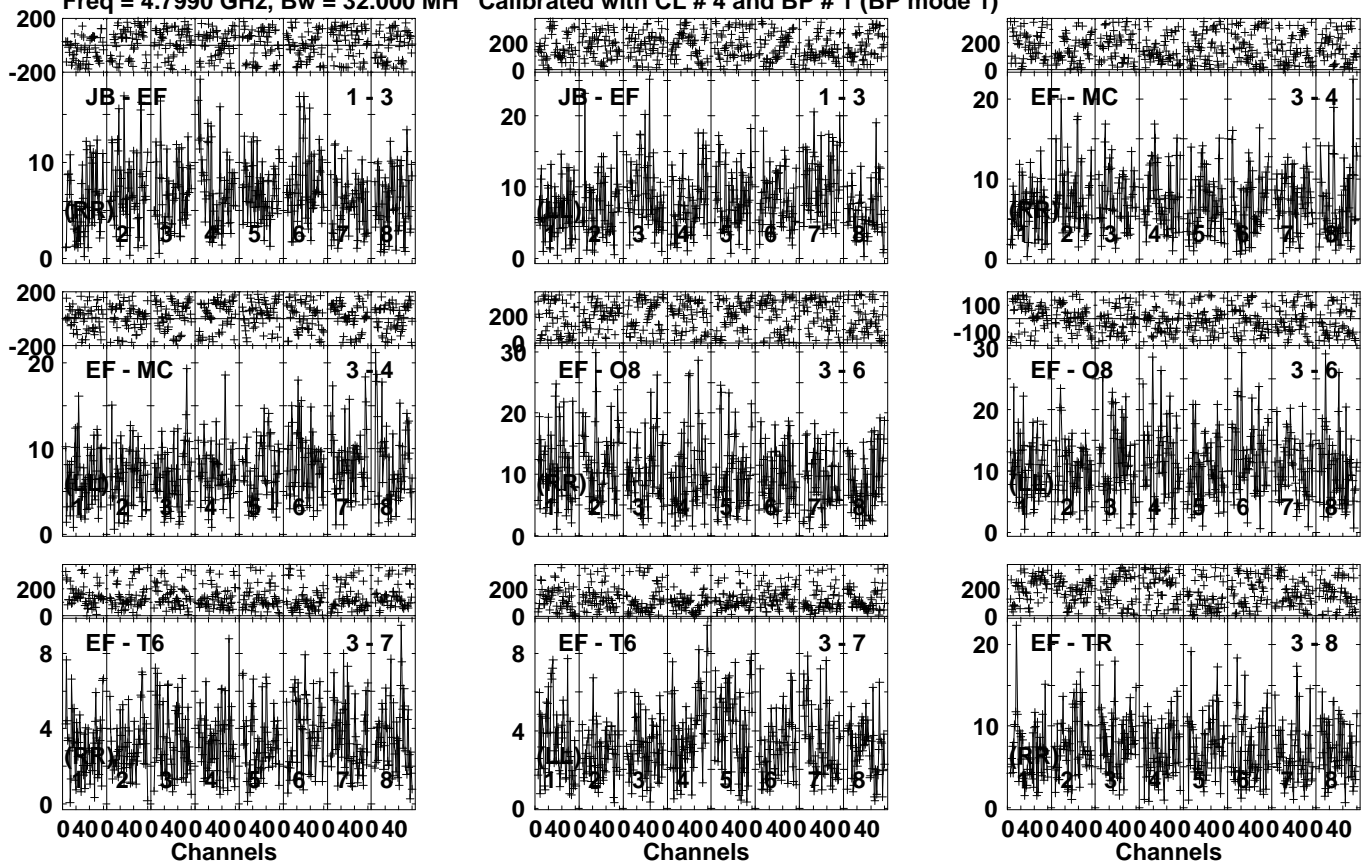 Freq = 4.7990 GHz, Bw = 32.000 MH Calibrated with CL # 4 and BP # 1 (BP mode 1)
200
-200
JB - EF 1 - 3
10
0
(RR)
1 2 3 4 5 6 7 8
200
0
JB - EF 1 - 3
20
10
0
(LL)
1 2 3 4 5 6 7 8
200
0
EF - MC 3 - 4
20
10
0
(RR)
1 2 3 4 5 6 7 8
200
-200
EF - MC 3 - 4
20
10
0
(LL)
1 2 3 4 5 6 7 8
200
0
30
EF - O8 3 - 6
20
10
0
(RR)
1 2 3 4 5 6 7 8
100
-100
30
EF - O8 3 - 6
20
10
0
(LL)
1 2 3 4 5 6 7 8
200
0
EF - T6 3 - 7
8
4
0
(RR)
1 2 3 4 5 6 7 8
0 40 0 40 0 40 0 40 0 40 0 40 0 40 0 40
Channels
200
0
EF - T6 3 - 7
8
4
0
(LL)
1 2 3 4 5 6 7 8
0 40 0 40 0 40 0 40 0 40 0 40 0 40 0 40
Channels
200
0
EF - TR 3 - 8
20
10
0
(RR)
1 2 3 4 5 6 7 8
0 40 0 40 0 40 0 40 0 40 0 40 0 40 0 40
Channels